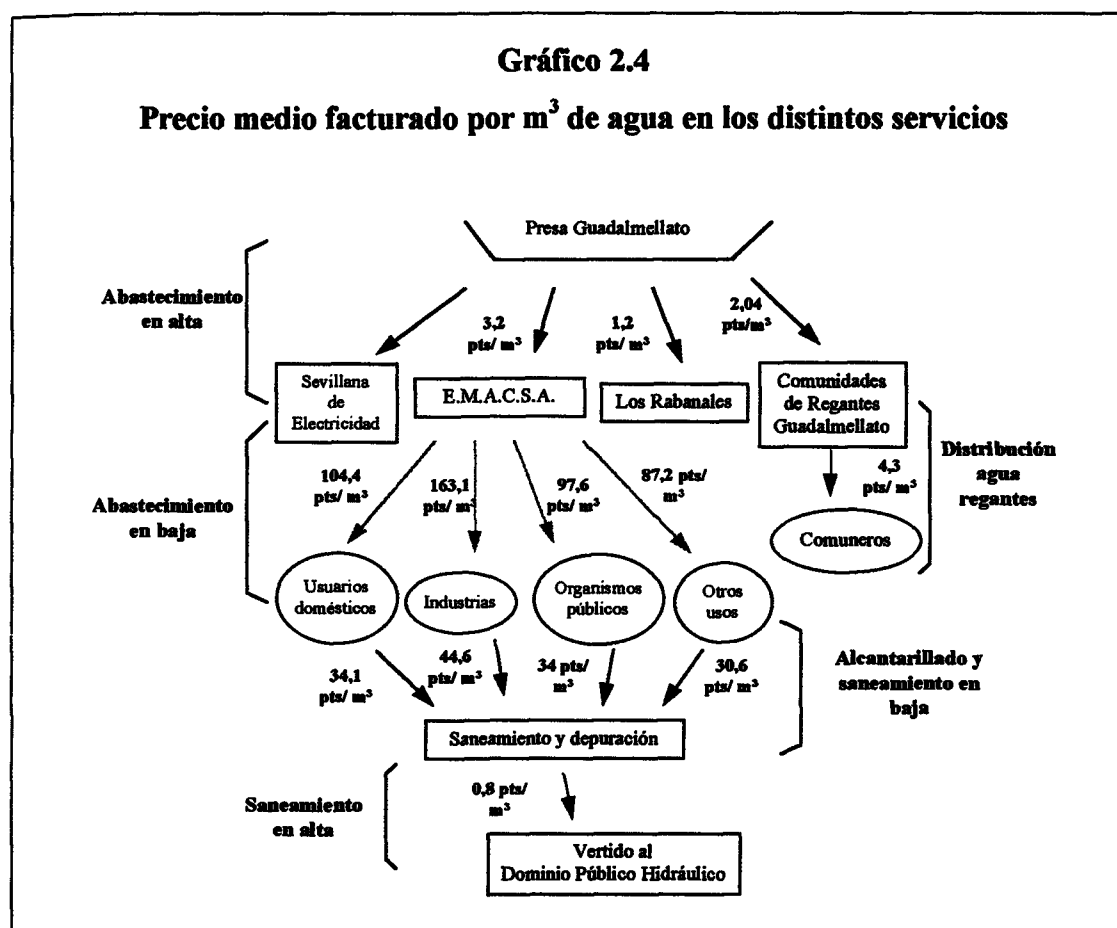 Gráfico 2.4
Precio medio facturado por m³ de agua en los distintos servicios
Presa Guadalmellato
Abastecimiento
en alta
3,2
pts/ m³
1,2
pts/ m³
2,04
pts/m³
Sevillana
de
Electricidad
E.M.A.C.S.A.
Los Rabanales
Comunidades
de Regantes
Guadalmellato
Abastecimiento
en baja
104,4
pts/ m³
163,1
pts/ m³
97,6
pts/ m³
87,2 pts/
m³
4,3
pts/ m³
Distribución
agua
regantes
Comuneros
Usuarios
domésticos
Industrias
Organismos
públicos
Otros
usos
34,1
pts/ m³
44,6
pts/ m³
34 pts/
m³
30,6
pts/ m³
Alcantarillado y
saneamiento en
baja
Saneamiento y depuración
Saneamiento
en alta
0,8 pts/
m³
Vertido al
Dominio Público Hidráulico